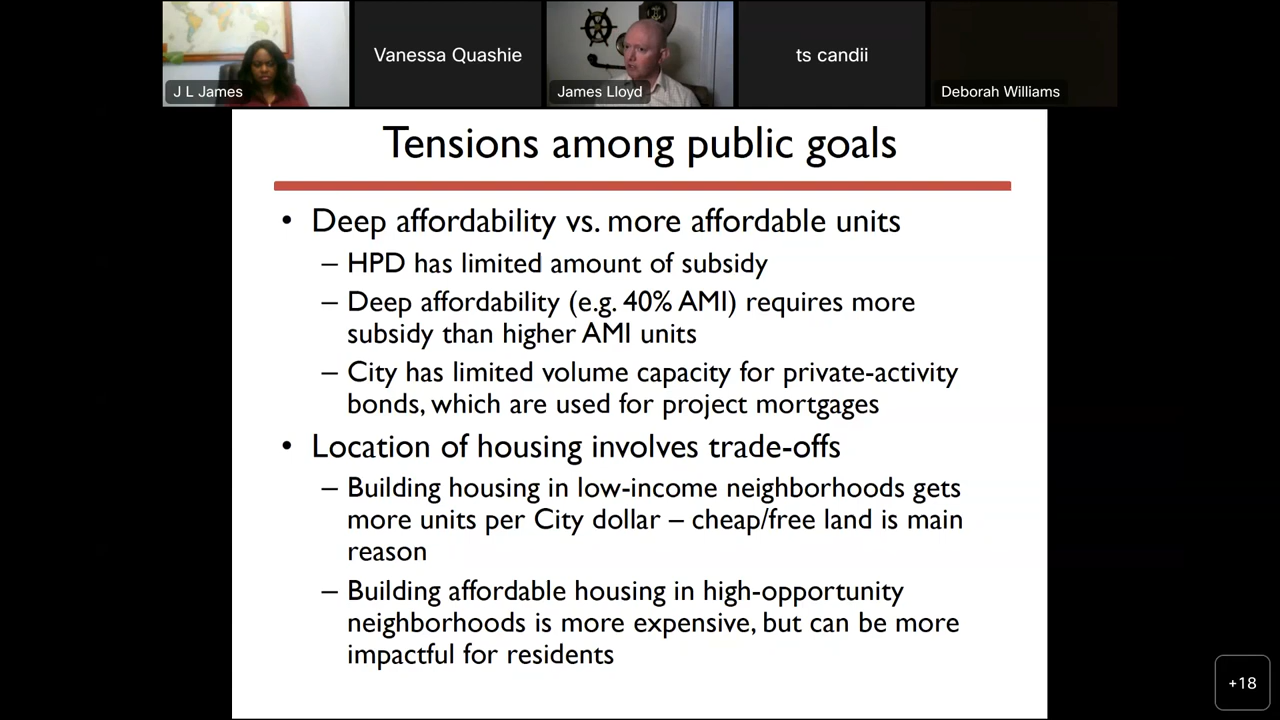 Vanessa Quashie
ts candii
J L James
James Lloyd
Deborah Williams
Tensions among public goals
• Deep affordability vs. more affordable units
– HPD has limited amount of subsidy
– Deep affordability (e.g. 40% AMI) requires more
subsidy than higher AMI units
– City has limited volume capacity for private-activity
bonds, which are used for project mortgages
• Location of housing involves trade-offs
– Building housing in low-income neighborhoods gets
more units per City dollar – cheap/free land is main
reason
– Building affordable housing in high-opportunity
neighborhoods is more expensive, but can be more
impactful for residents
+18